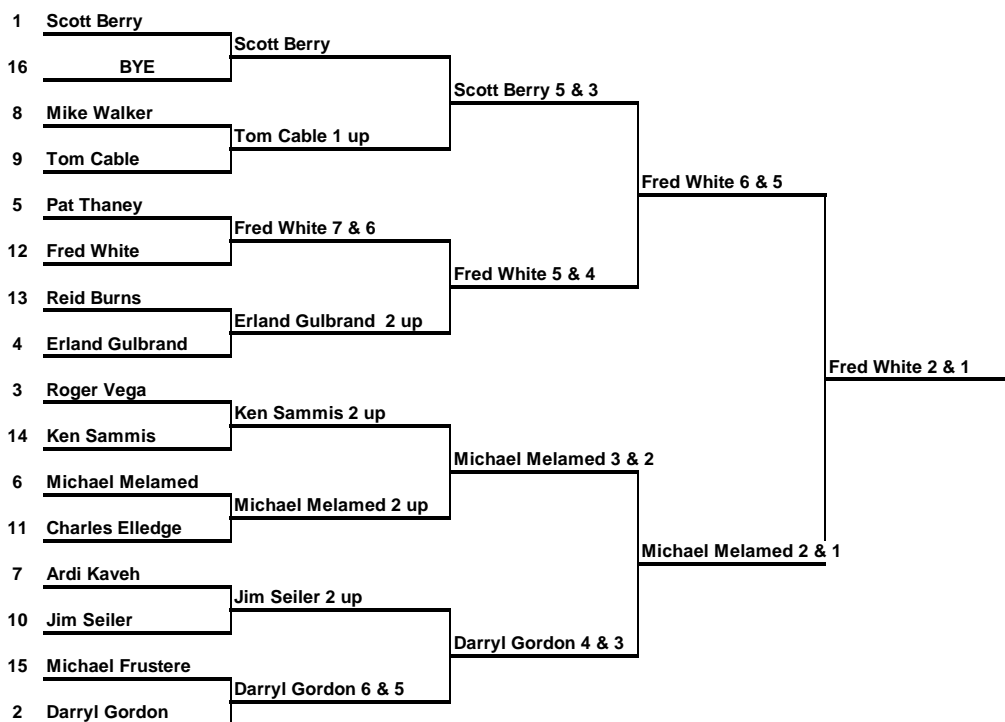 1 Scott Berry
Scott Berry
16 BYE
Scott Berry 5 & 3
8 Mike Walker
Tom Cable 1 up
9 Tom Cable
Fred White 6 & 5
5 Pat Thaney
Fred White 7 & 6
12 Fred White
Fred White 5 & 4
13 Reid Burns
Erland Gulbrand 2 up
4 Erland Gulbrand
Fred White 2 & 1
3 Roger Vega
Ken Sammis 2 up
14 Ken Sammis
Michael Melamed 3 & 2
6 Michael Melamed
Michael Melamed 2 up
11 Charles Elledge
Michael Melamed 2 & 1
7 Ardi Kaveh
Jim Seiler 2 up
10 Jim Seiler
Darryl Gordon 4 & 3
15 Michael Frustere
Darryl Gordon 6 & 5
2 Darryl Gordon